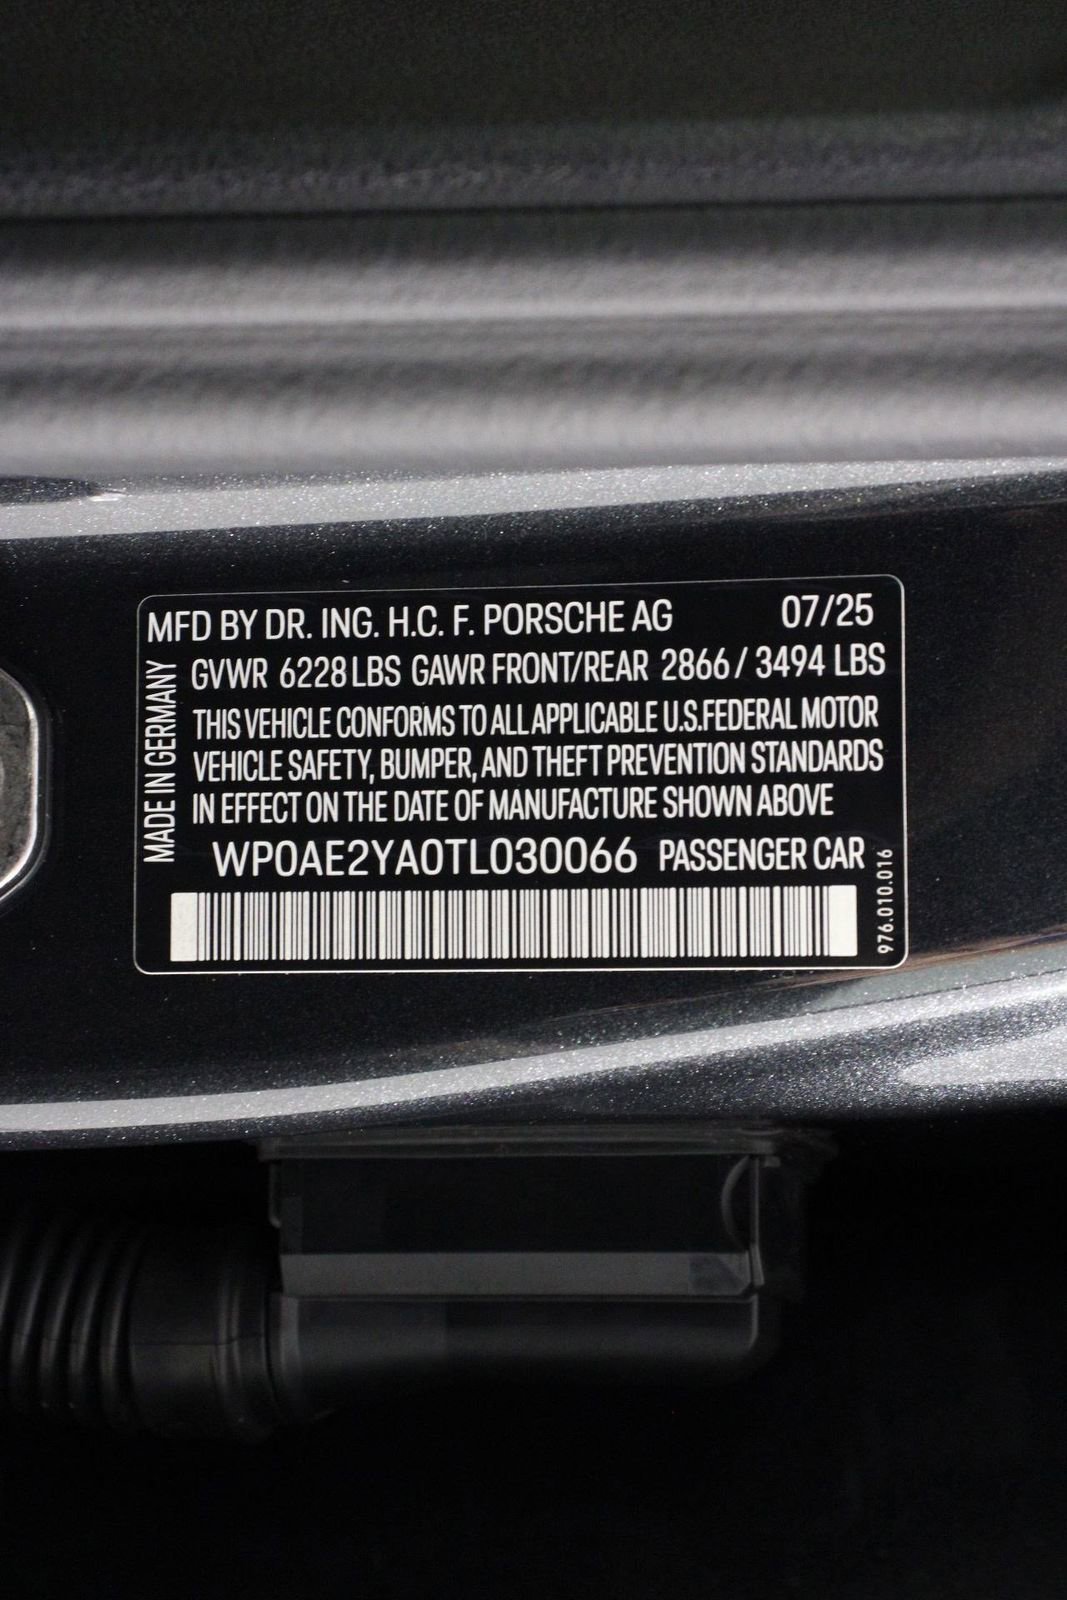 MFD BY DR. ING. H.C. F. PORSCHE AG 07/25
GVWR 6228 LBS GAWR FRONT/REAR 2866 / 3494 LBS
THIS VEHICLE CONFORMS TO ALL APPLICABLE U.S.FEDERAL MOTOR
VEHICLE SAFETY, BUMPER, AND THEFT PREVENTION STANDARDS
IN EFFECT ON THE DATE OF MANUFACTURE SHOWN ABOVE
WP0AE2YA0TL030066 PASSENGER CAR
MADE IN GERMANY
976.010.016